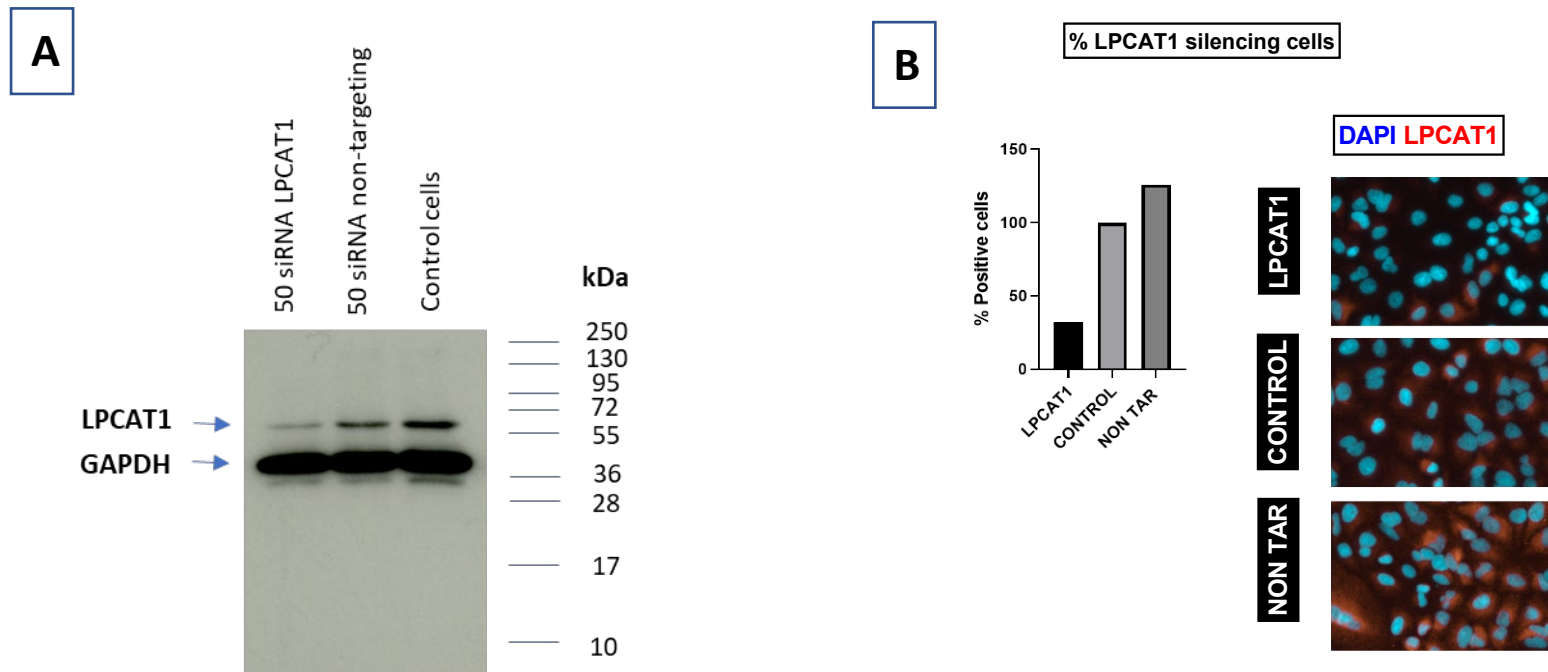 A
50 siRNA LPCAT1
50 siRNA non-targeting
Control cells
kDa
250
130
95
72
55
36
28
17
10
LPCAT1
GAPDH
B
% LPCAT1 silencing cells
% Positive cells
150
100
50
0
LPCAT1
CONTROL
NON TAR
DAPI LPCAT1
LPCAT1
CONTROL
NON TAR